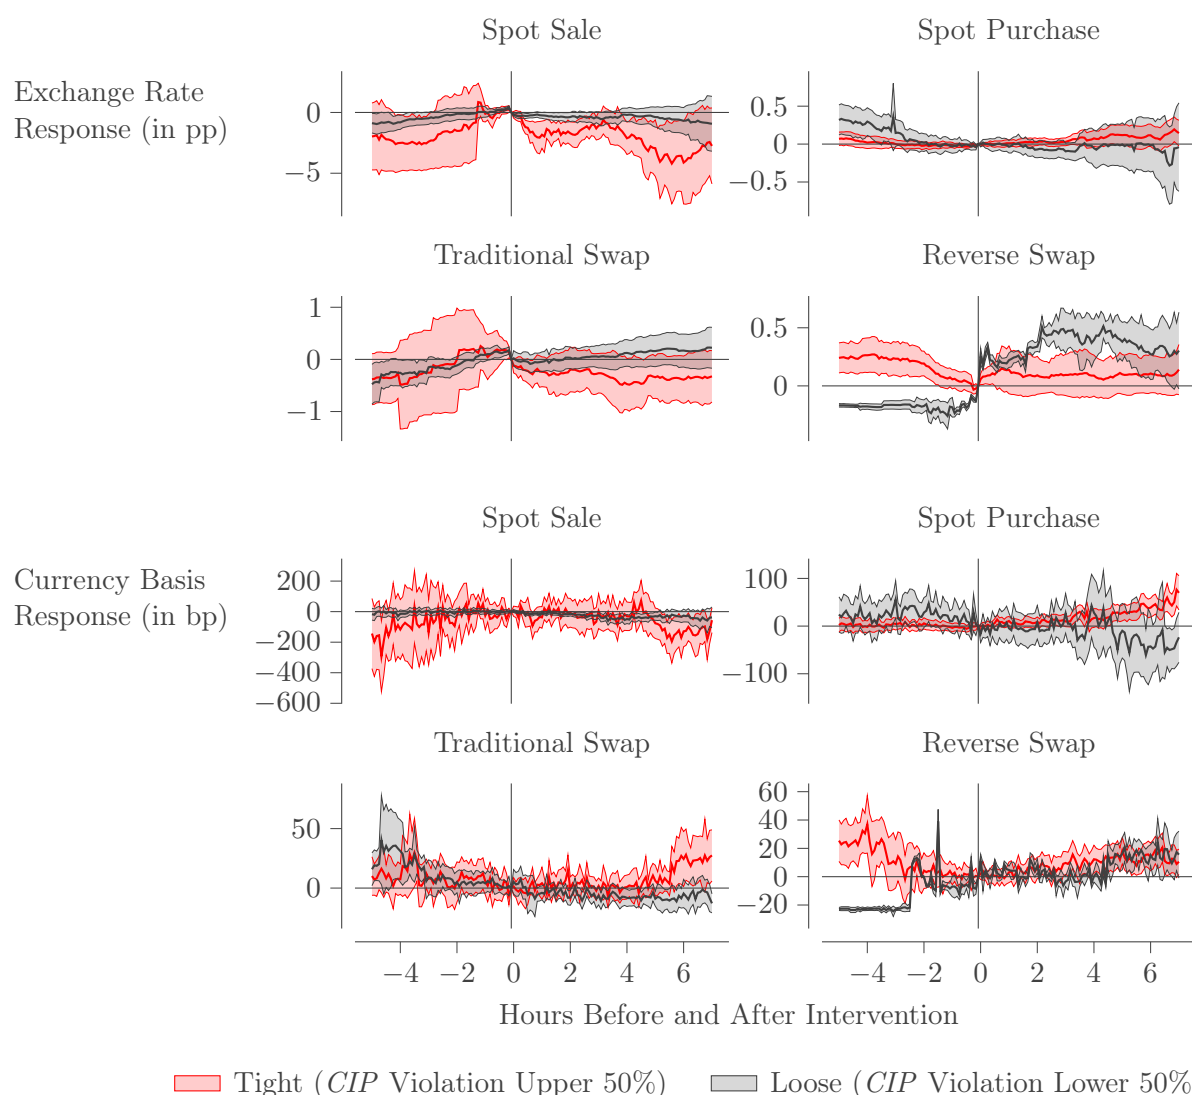 Spot Sale
Spot Purchase
Exchange Rate
Response (in pp)
0
−5
0.5
0
−0.5
Traditional Swap
Reverse Swap
1
0
−1
0.5
0
Spot Sale
Spot Purchase
Currency Basis
Response (in bp)
200
0
−200
−400
−600
100
0
−100
Traditional Swap
Reverse Swap
50
0
60
40
20
0
−20
−4 −2 0 2 4 6
−4 −2 0 2 4 6
Hours Before and After Intervention
Tight (CIP Violation Upper 50%)
Loose (CIP Violation Lower 50%